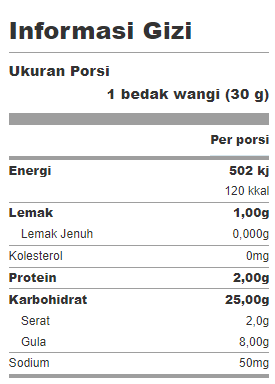 Informasi Gizi
Ukuran Porsi
1 bedak wangi (30 g)
Per porsi
Energi 502 kj
120 kkal
Lemak 1,00g
Lemak Jenuh 0,000g
Kolesterol 0mg
Protein 2,00g
Karbohidrat 25,00g
Serat 2,0g
Gula 8,00g
Sodium 50mg